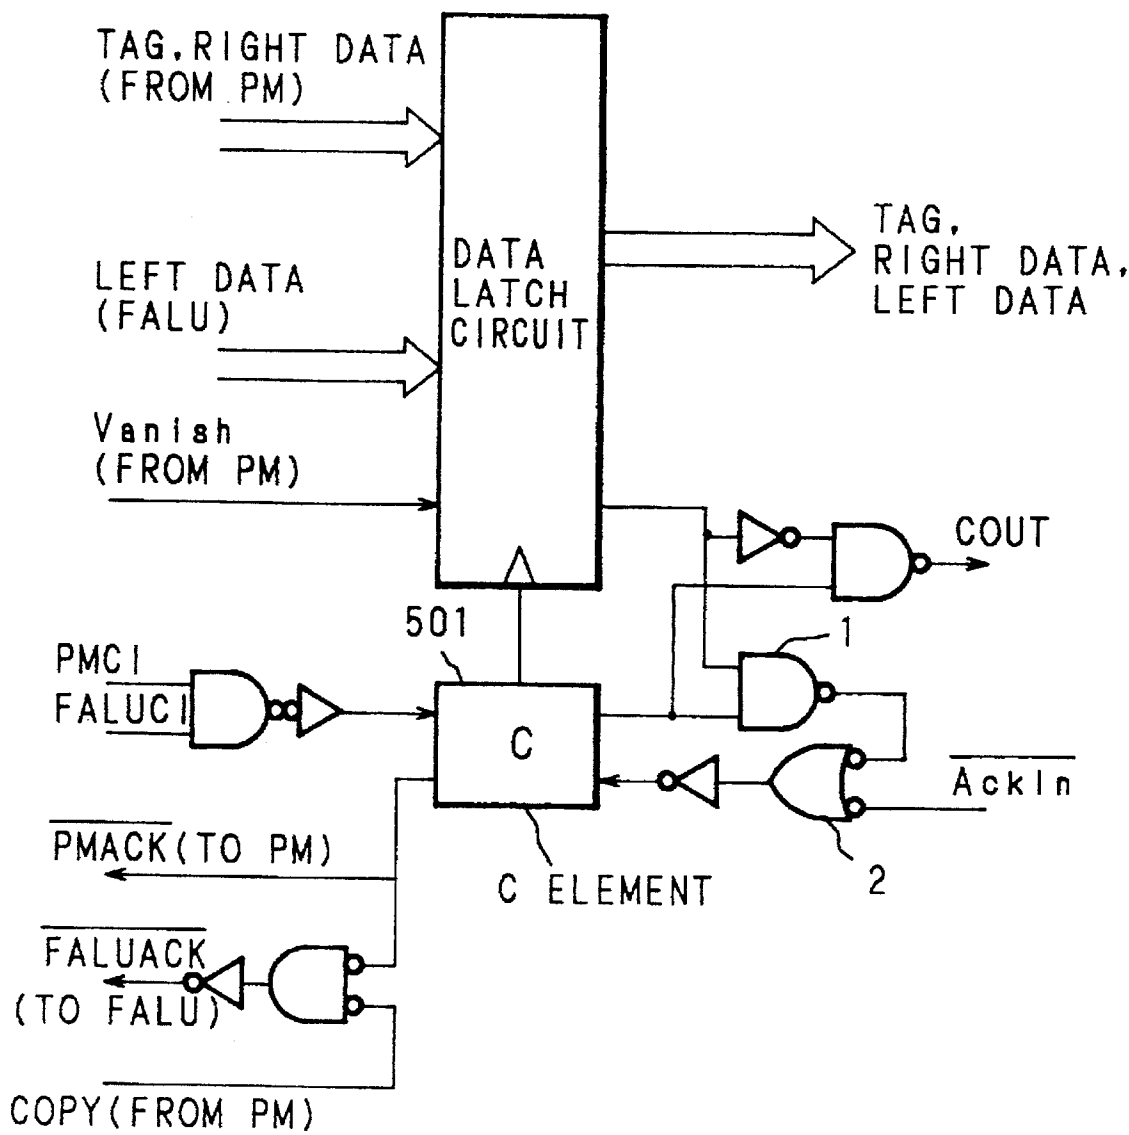 TAG,RIGHT DATA
(FROM PM)
DATA
LATCH
CIRCUIT
TAG,
RIGHT DATA,
LEFT DATA
LEFT DATA
(FALU)
Vanish
(FROM PM)
COUT
501
1
PMCI
FALUCI
C
AckIn
PMACK(TO PM)
C ELEMENT
2
FALUACK
(TO FALU)
COPY(FROM PM)